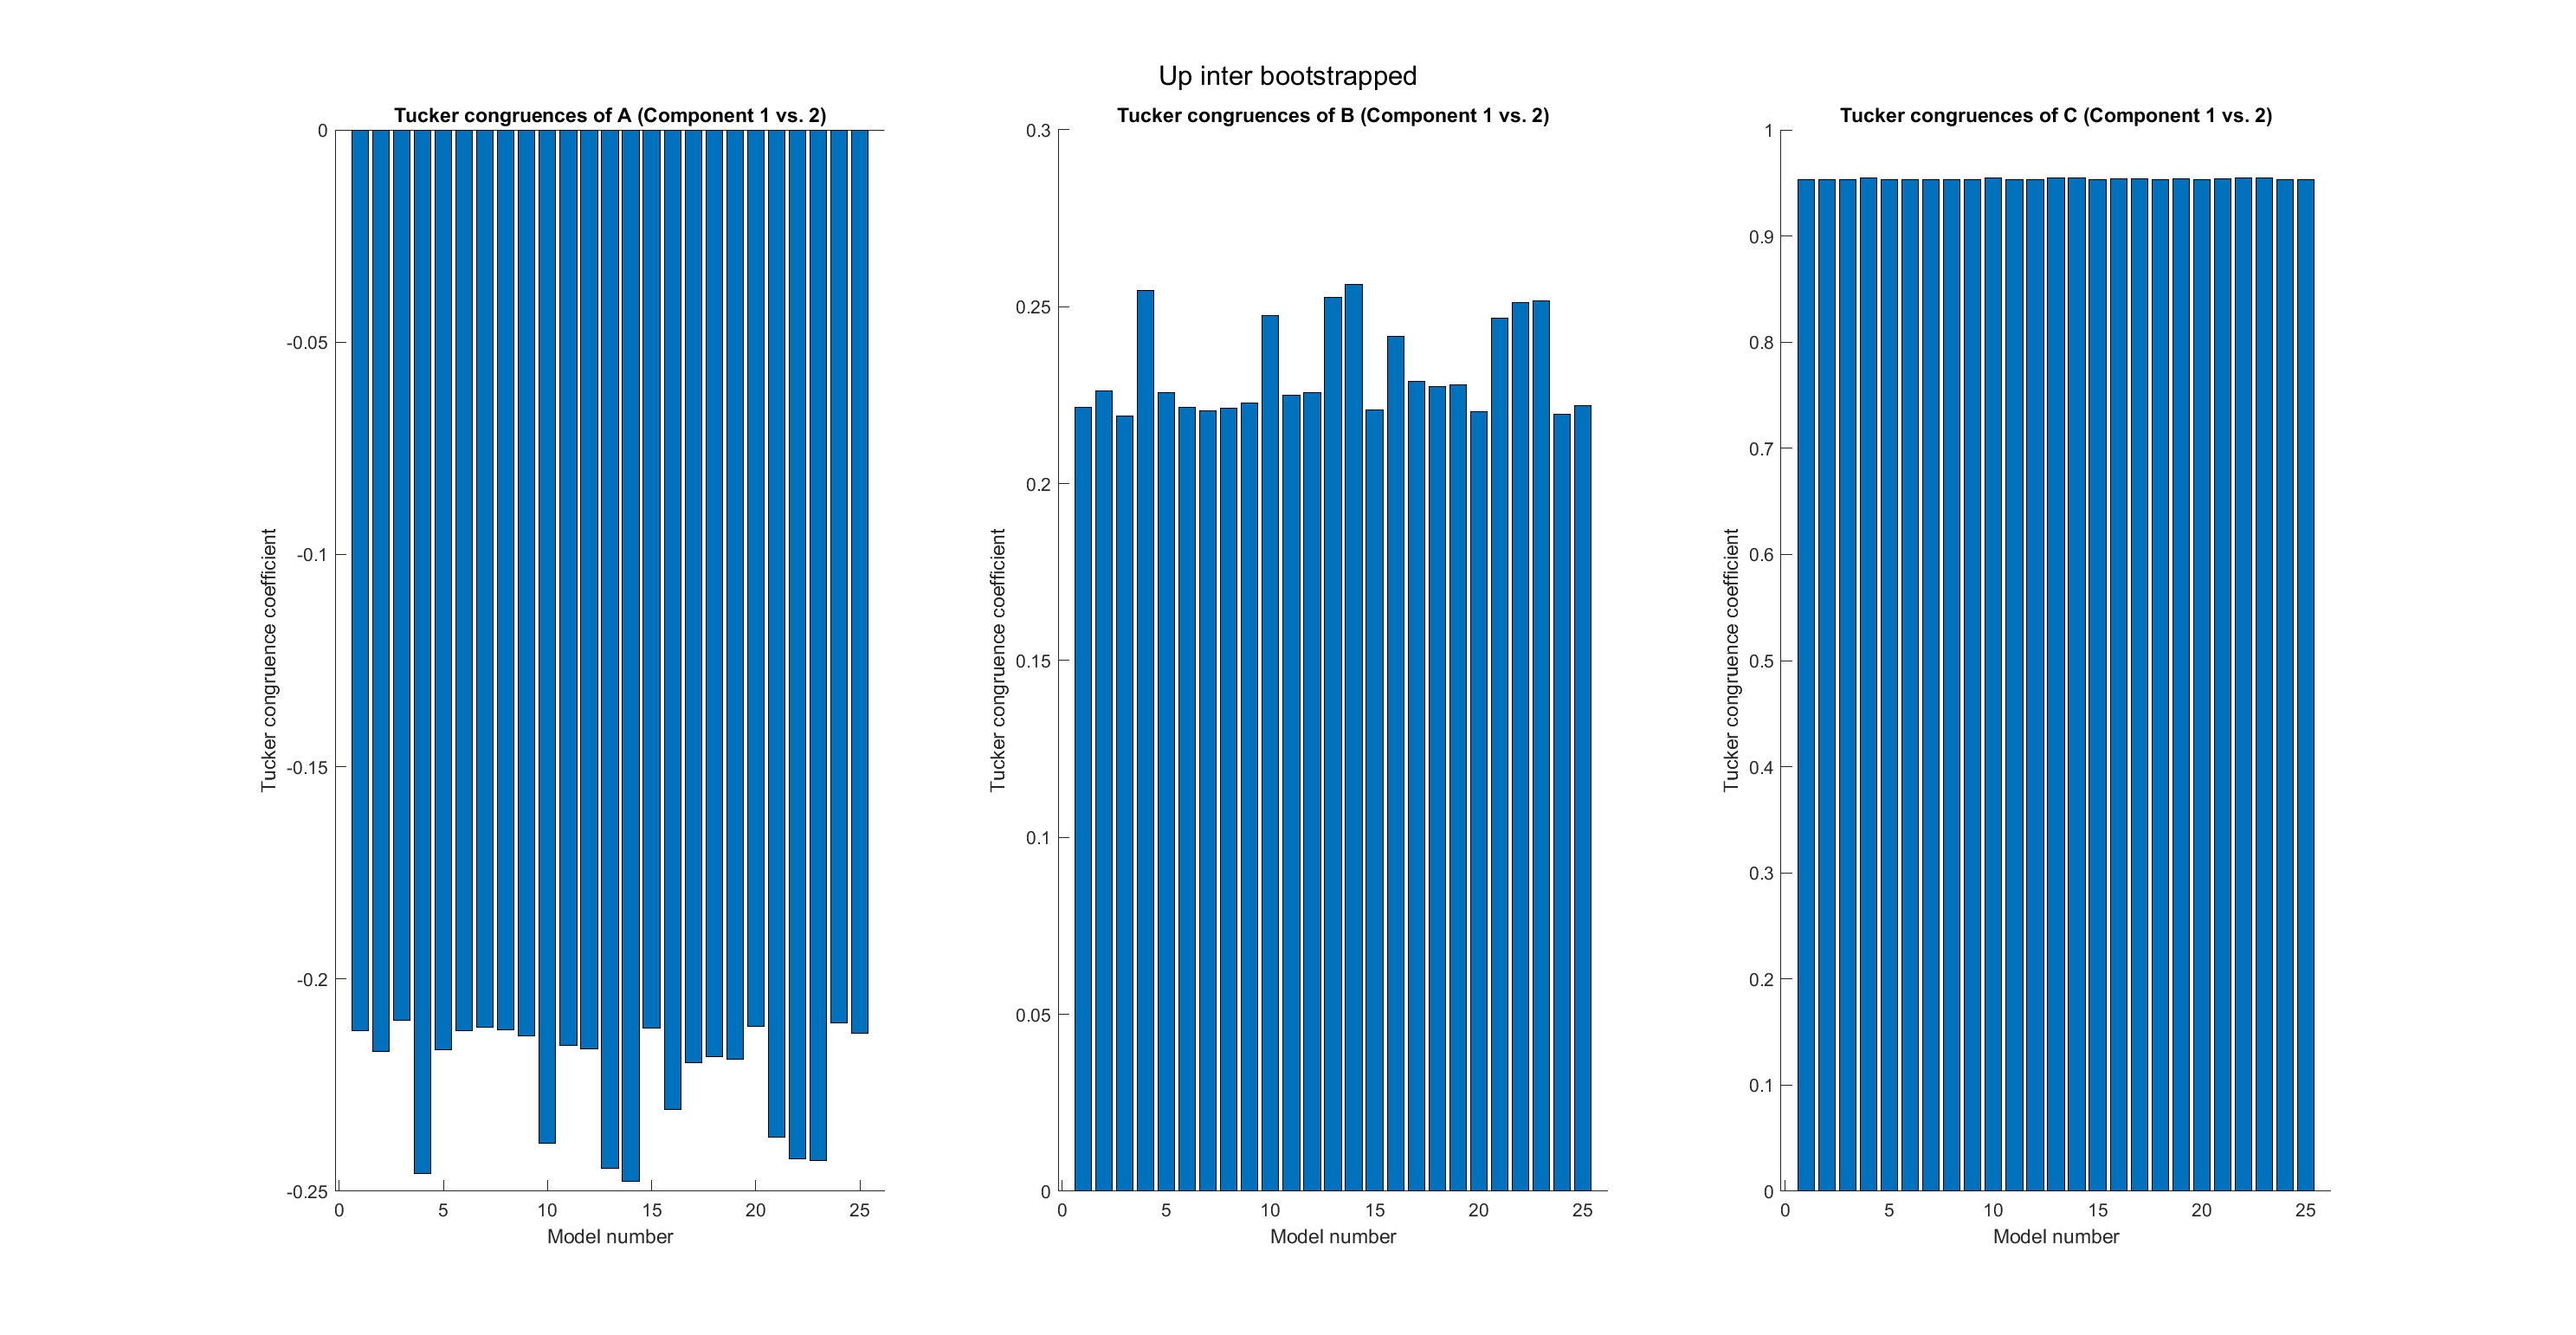 Up inter bootstrapped
Tucker congruences of A (Component 1 vs. 2)
0
-0.05
-0.1
-0.15
-0.2
-0.25
Tucker congruence coefficient
0 5 10 15 20 25
Model number
Tucker congruences of B (Component 1 vs. 2)
0.3
0.25
0.2
0.15
0.1
0.05
0
Tucker congruence coefficient
0 5 10 15 20 25
Model number
Tucker congruences of C (Component 1 vs. 2)
1
0.9
0.8
0.7
0.6
0.5
0.4
0.3
0.2
0.1
0
Tucker congruence coefficient
0 5 10 15 20 25
Model number